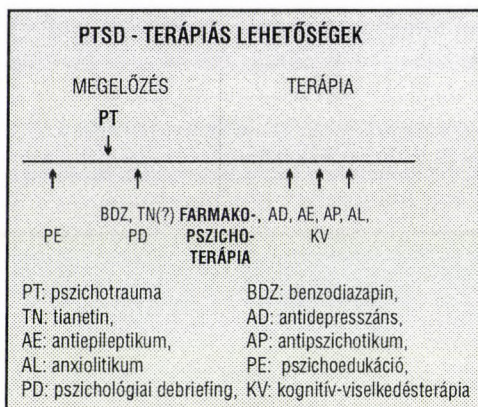 PTSD - TERÁPIÁS LEHETŐSÉGEK
MEGELŐZÉS TERÁPIA
PT
BDZ, TN(?) FARMAKO-, AD, AE, AP, AL,
PE PD PSZICHO- KV
TERÁPIA
PT: pszichotrauma BDZ: benzodiazapin,
TN: tianetin, AD: antidepresszáns,
AE: antiepileptikum, AP: antipszichotikum,
AL: anxiolitikum PE: pszichoedukáció,
PD: pszichológiai debriefing, KV: kognitív-viselkedésterápia